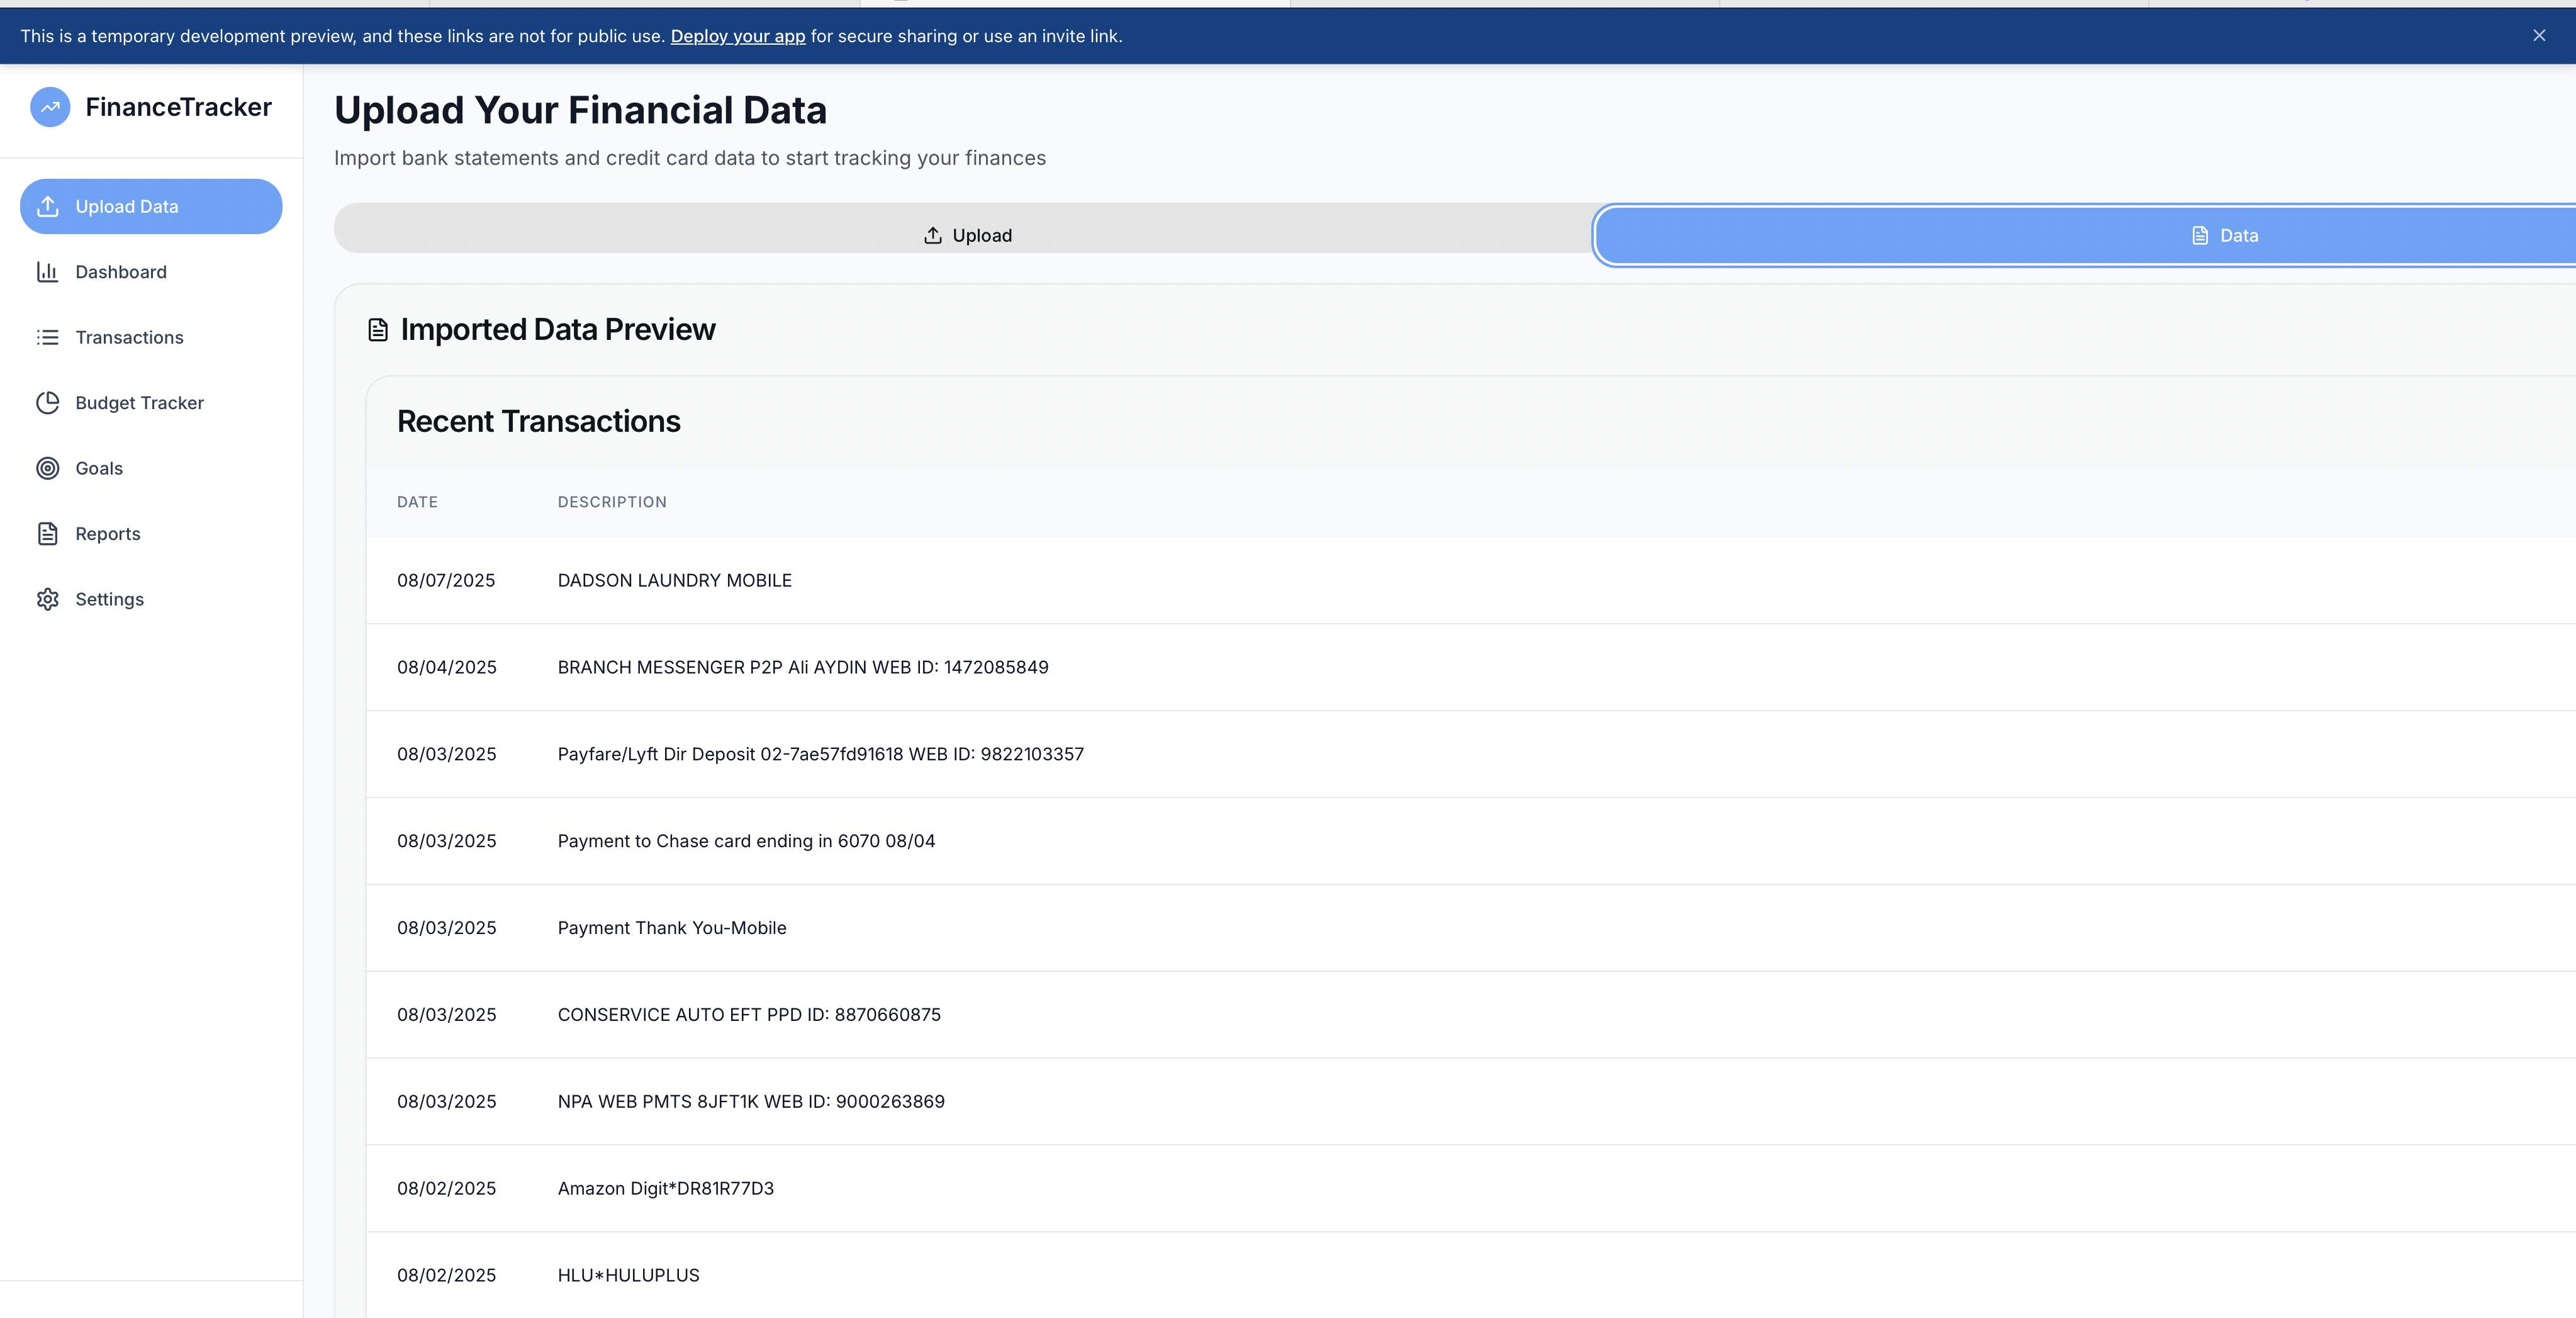 This is a temporary development preview, and these links are not for public use. Deploy your app for secure sharing or use an invite link.
FinanceTracker
Upload Data
Dashboard
Transactions
Budget Tracker
Goals
Reports
Settings
Upload Your Financial Data
Import bank statements and credit card data to start tracking your finances
Upload
Data
Imported Data Preview
Recent Transactions
DATE DESCRIPTION
08/07/2025 DADSON LAUNDRY MOBILE
08/04/2025 BRANCH MESSENGER P2P Ali AYDIN WEB ID: 1472085849
08/03/2025 Payfare/Lyft Dir Deposit 02-7ae57fd91618 WEB ID: 9822103357
08/03/2025 Payment to Chase card ending in 6070 08/04
08/03/2025 Payment Thank You-Mobile
08/03/2025 CONSERVICE AUTO EFT PPD ID: 8870660875
08/03/2025 NPA WEB PMTS 8JFT1K WEB ID: 9000263869
08/02/2025 Amazon Digit*DR81R77D3
08/02/2025 HLU*HULUPLUS